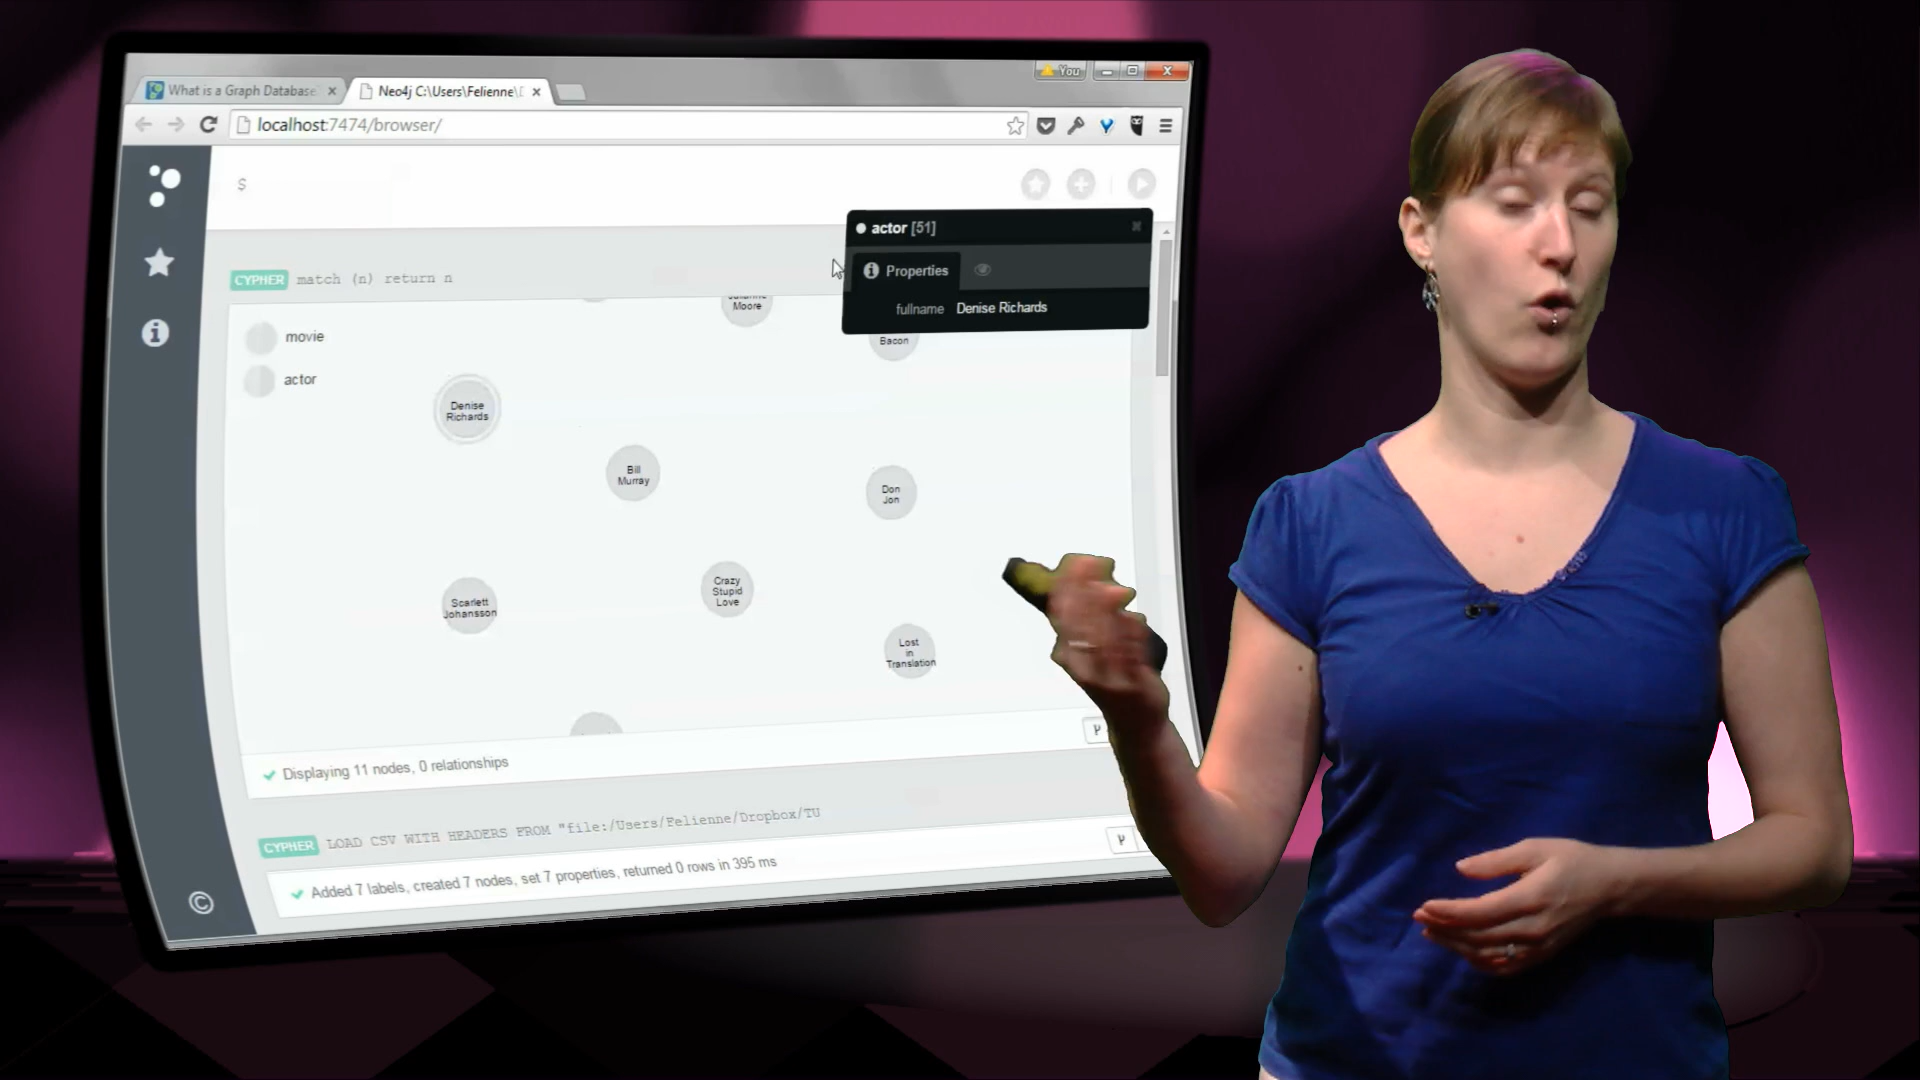 What is a Graph Database
Neo4j C:\Users\Felienne\D
You
localhost:7474/browser/
$
actor [51]
Properties
fullname Denise Richards
CYPHER match (n) return n
movie
actor
Julianne
Moore
Bacon
Denise
Richards
Bill
Murray
Don
Jon
Scarlett
Johansson
Crazy
Stupid
Love
Lost
in
Translation
Displaying 11 nodes, 0 relationships
CYPHER LOAD CSV WITH HEADERS FROM "file:/Users/Felienne/Dropbox/TU
Added 7 labels, created 7 nodes, set 7 properties, returned 0 rows in 395 ms
©